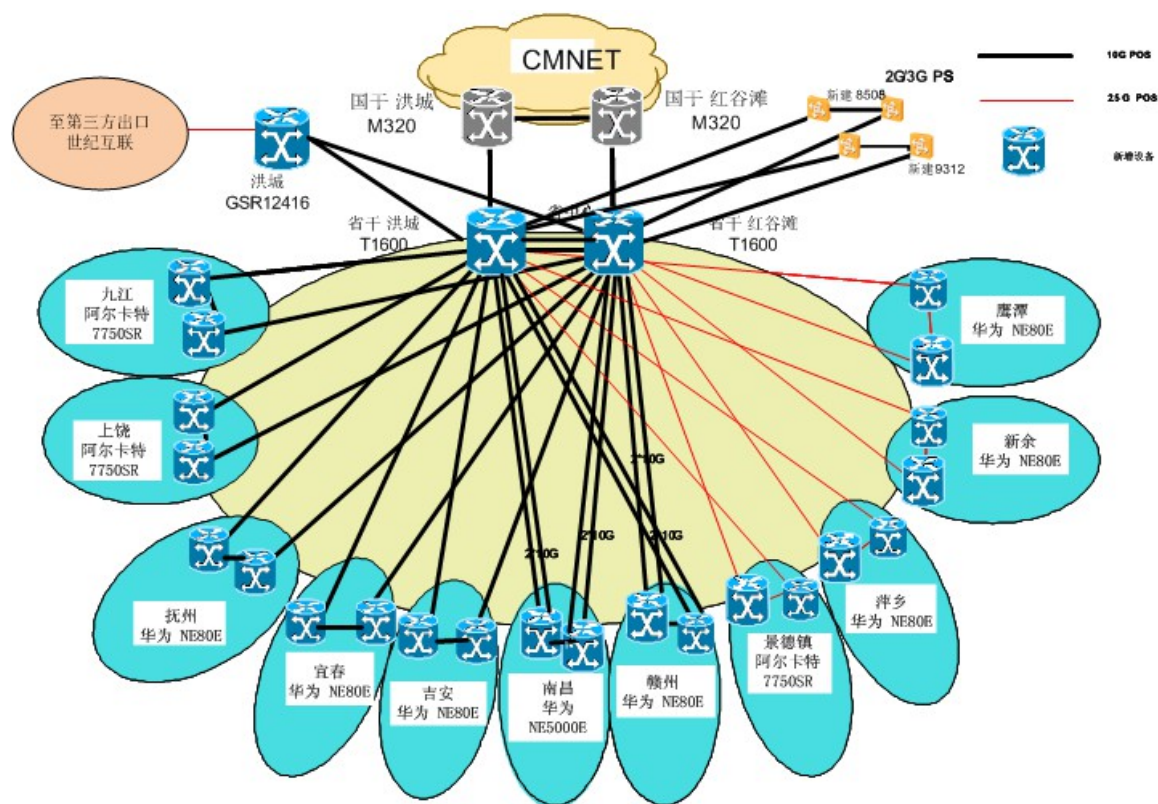 CMNET
10G POS
2G/3G PS
新建 8508
国干 洪城
M320
国干 红谷滩
M320
25G POS
至第三方出口
世纪互联
新增设备
新建9312
洪城
GSR12416
省干 洪城
T1600
省干 红谷滩
T1600
九江
阿尔卡特
7750SR
鹰潭
华为 NE80E
上饶
阿尔卡特
7750SR
新余
华为 NE80E
2*10G
2*10G
2*10G
2*10G
抚州
华为 NE80E
萍乡
华为 NE80E
宜春
华为 NE80E
吉安
华为 NE80E
南昌
华为
NE5000E
赣州
华为 NE80E
景德镇
阿尔卡特
7750SR